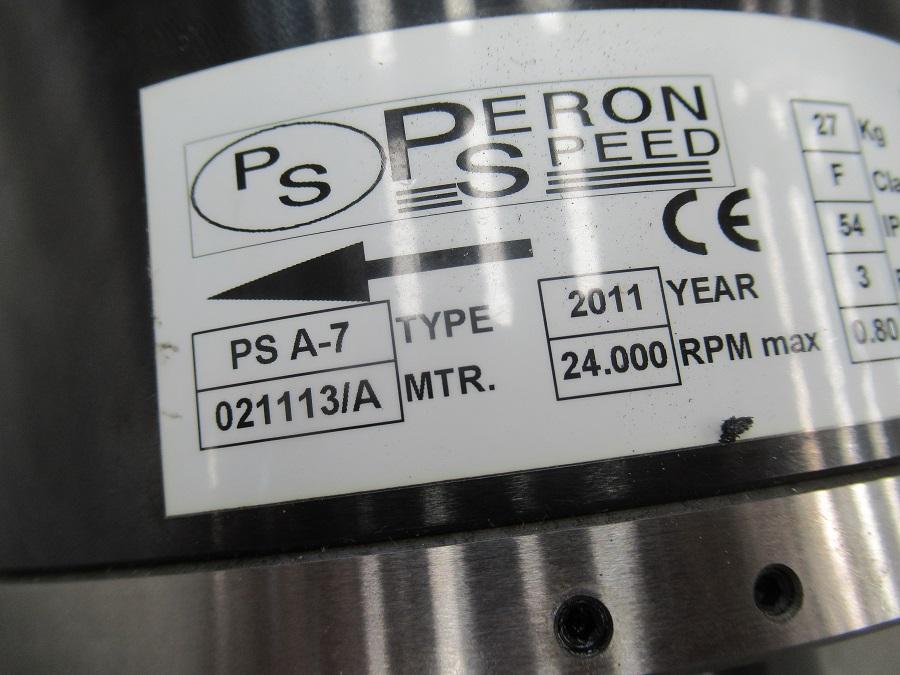 PS
PERON
SPEED
CE
PS A-7 TYPE
021113/A MTR.
2011 YEAR
24.000 RPM max
27 Kg
F
54
3
0.80